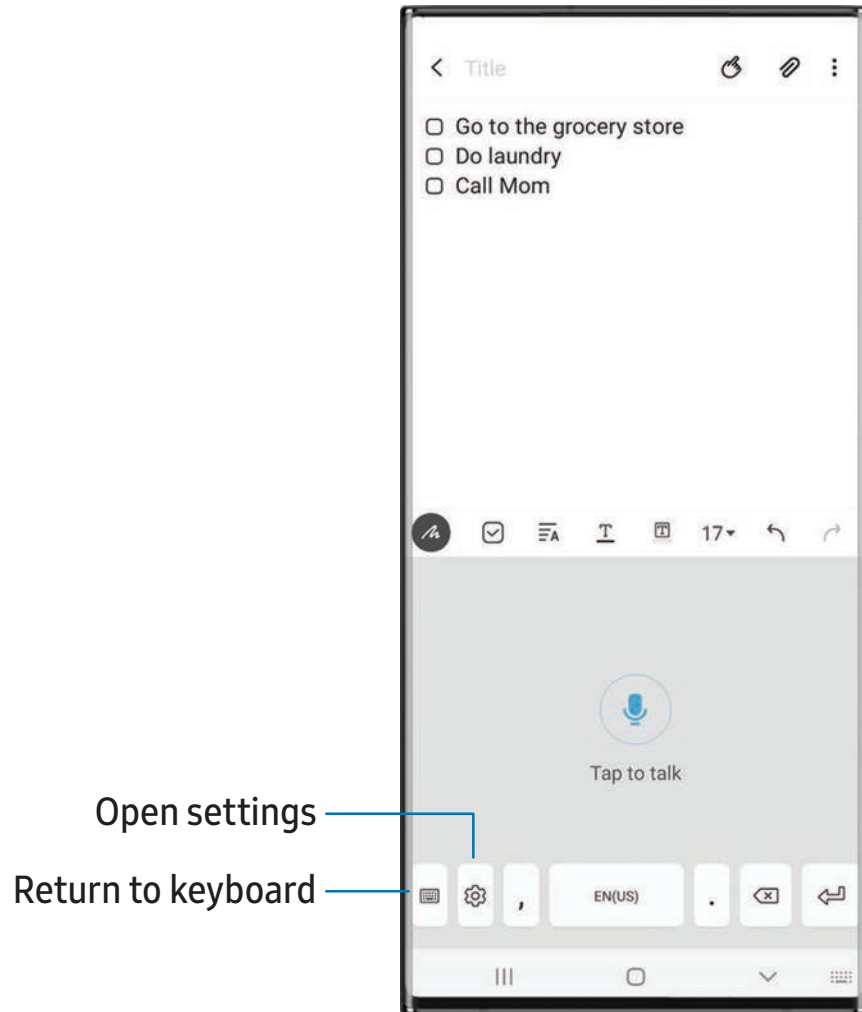 Title
Go to the grocery store
Do laundry
Call Mom
17
Tap to talk
Open settings
Return to keyboard
,
EN(US)
.